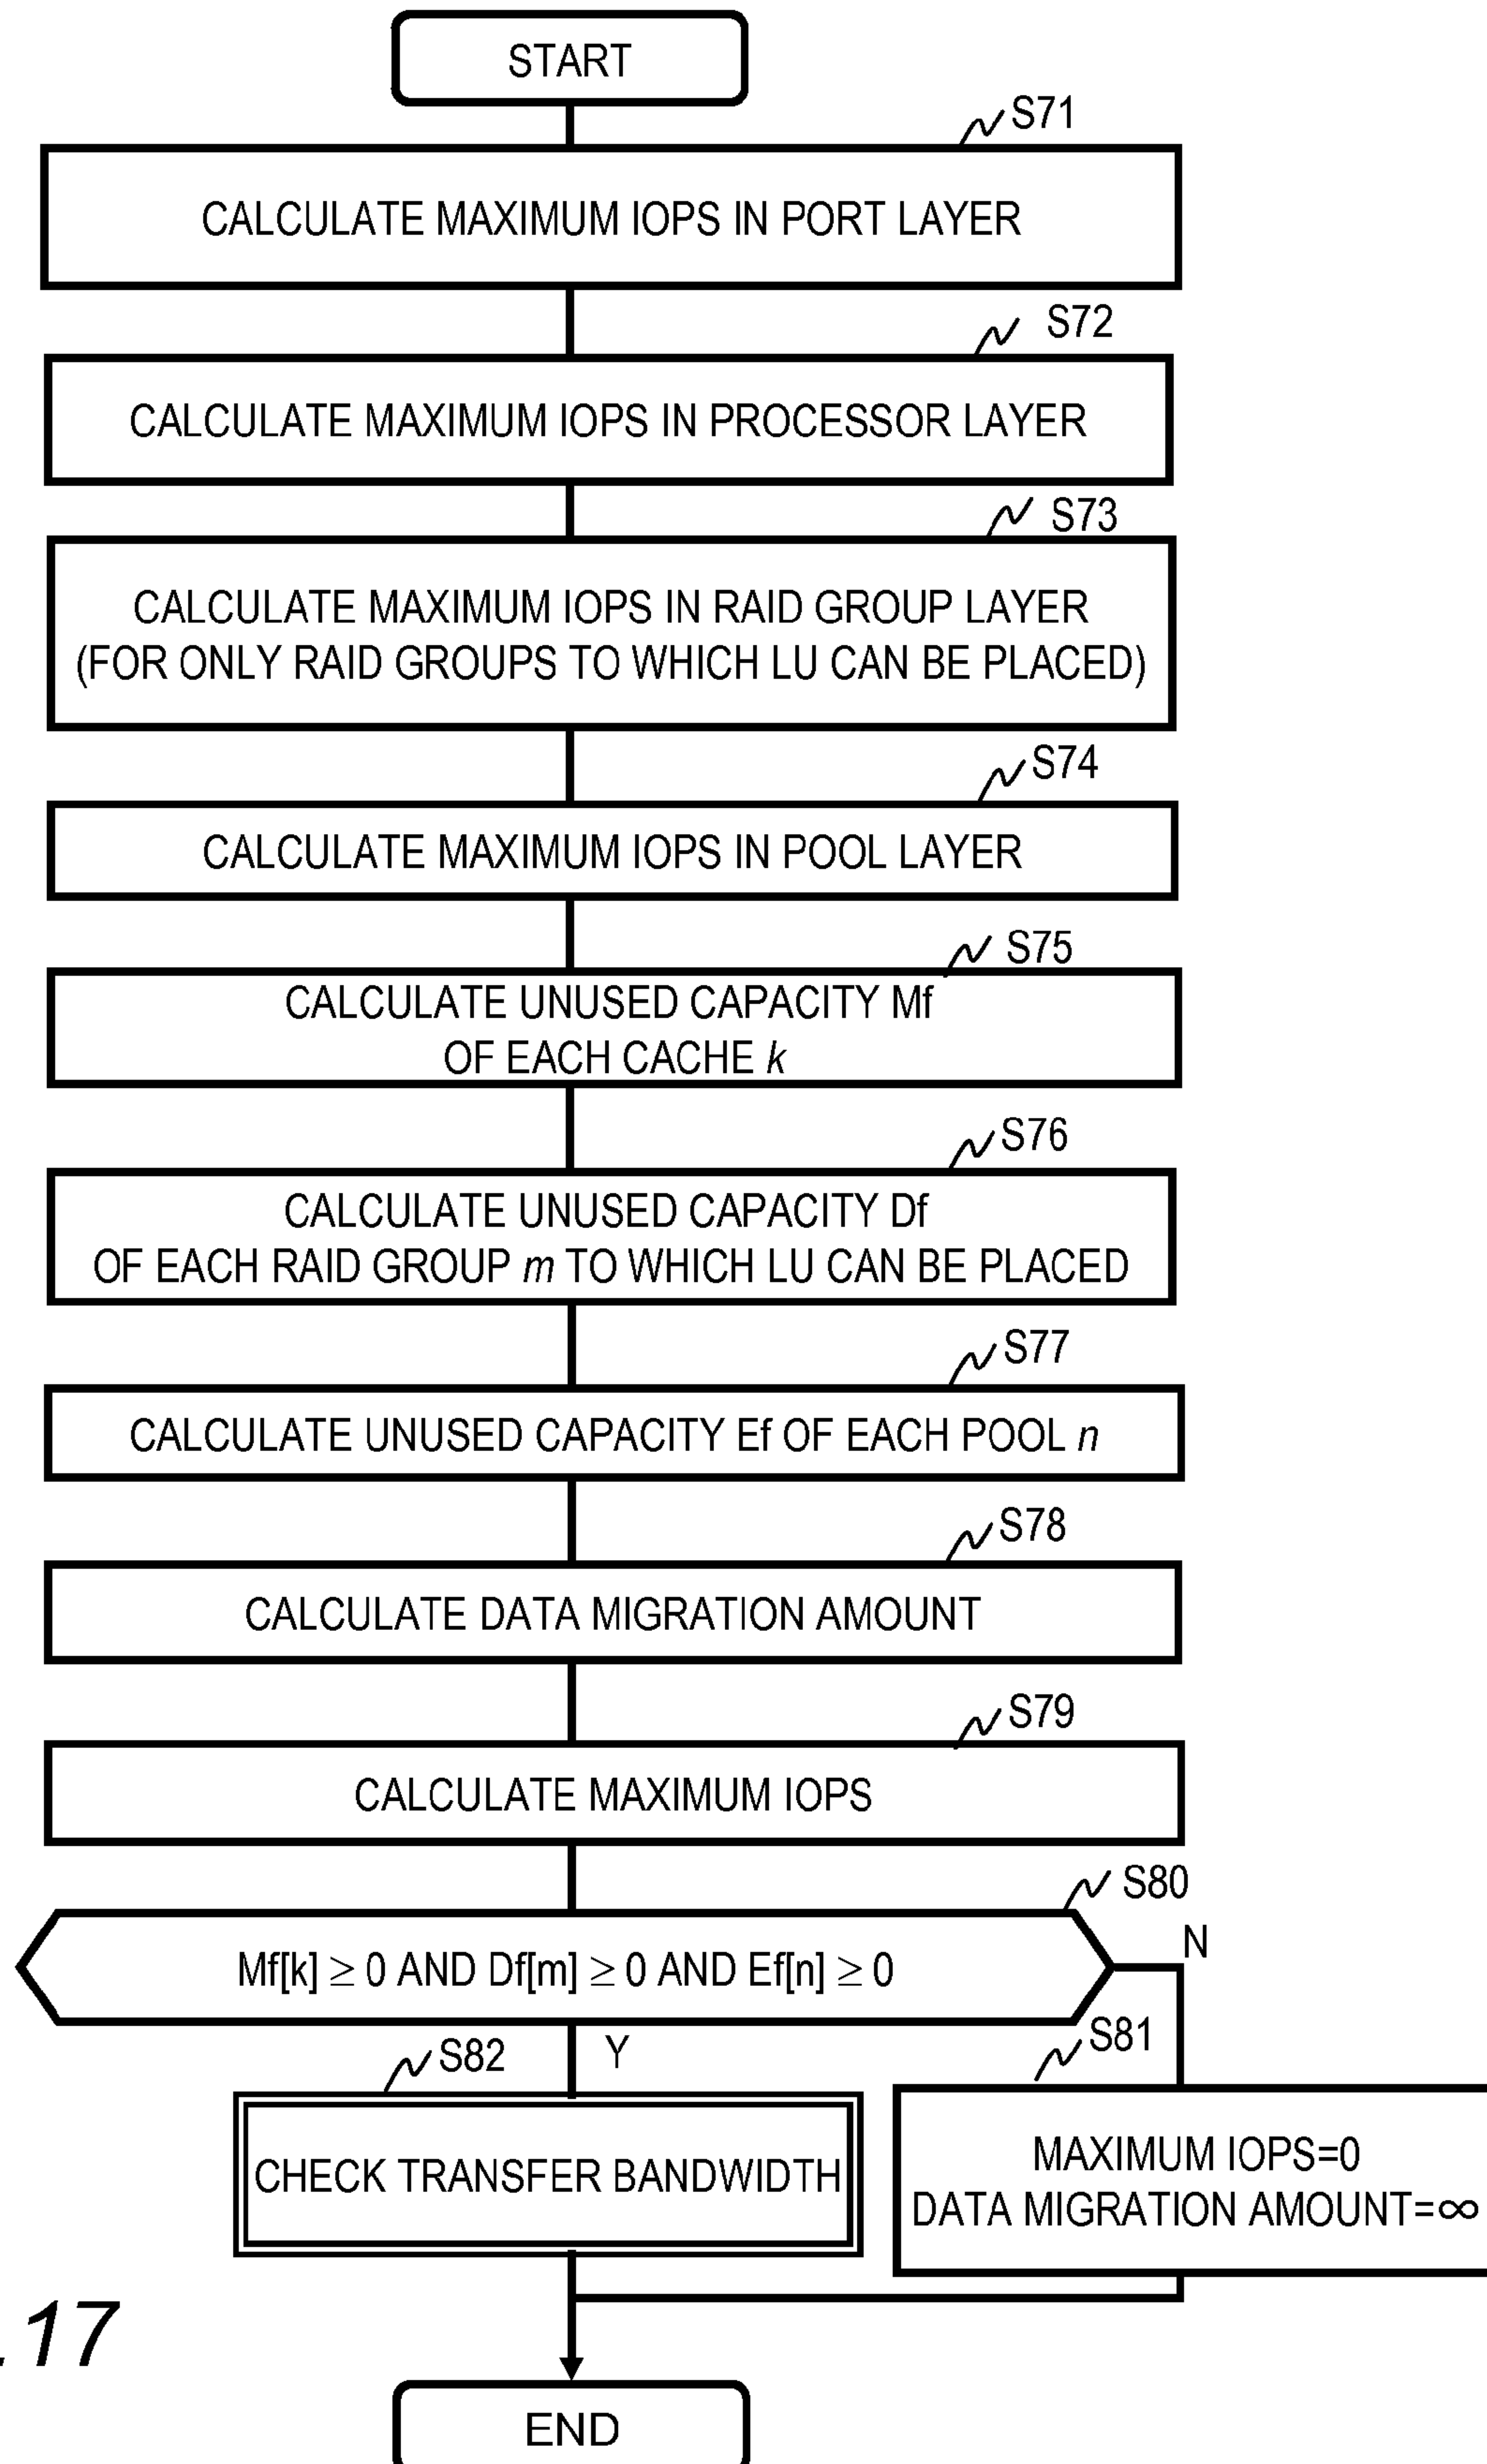 START
S71
CALCULATE MAXIMUM IOPS IN PORT LAYER
S72
CALCULATE MAXIMUM IOPS IN PROCESSOR LAYER
S73
CALCULATE MAXIMUM IOPS IN RAID GROUP LAYER
(FOR ONLY RAID GROUPS TO WHICH LU CAN BE PLACED)
S74
CALCULATE MAXIMUM IOPS IN POOL LAYER
S75
CALCULATE UNUSED CAPACITY Mf
OF EACH CACHE k
S76
CALCULATE UNUSED CAPACITY Df
OF EACH RAID GROUP m TO WHICH LU CAN BE PLACED
S77
CALCULATE UNUSED CAPACITY Ef OF EACH POOL n
S78
CALCULATE DATA MIGRATION AMOUNT
S79
CALCULATE MAXIMUM IOPS
S80
Mf[k] ≥ 0 AND Df[m] ≥ 0 AND Ef[n] ≥ 0
N
Y
S81
S82
CHECK TRANSFER BANDWIDTH
MAXIMUM IOPS=0
DATA MIGRATION AMOUNT=∞
.17
END